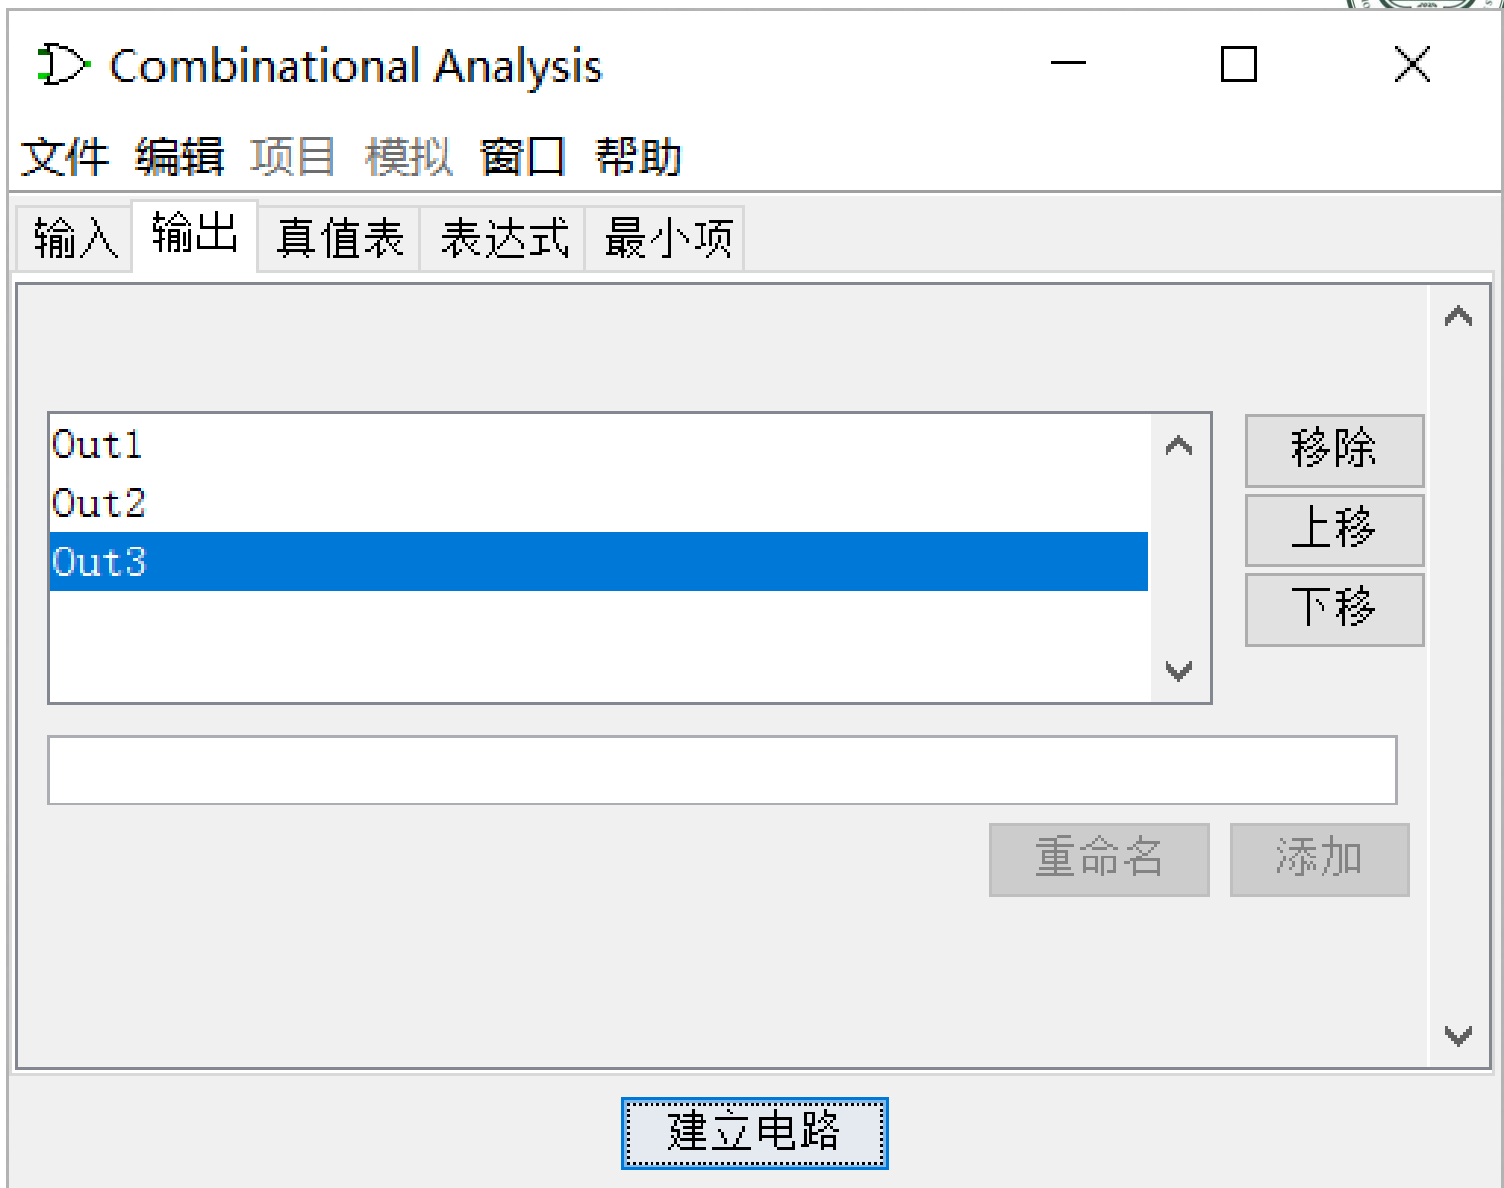 Combinational Analysis
文件 编辑 项目 模拟 窗口 帮助
输入 输出 真值表 表达式 最小项
Out1
Out2
Out3
移除
上移
下移
重命名 添加
建立电路